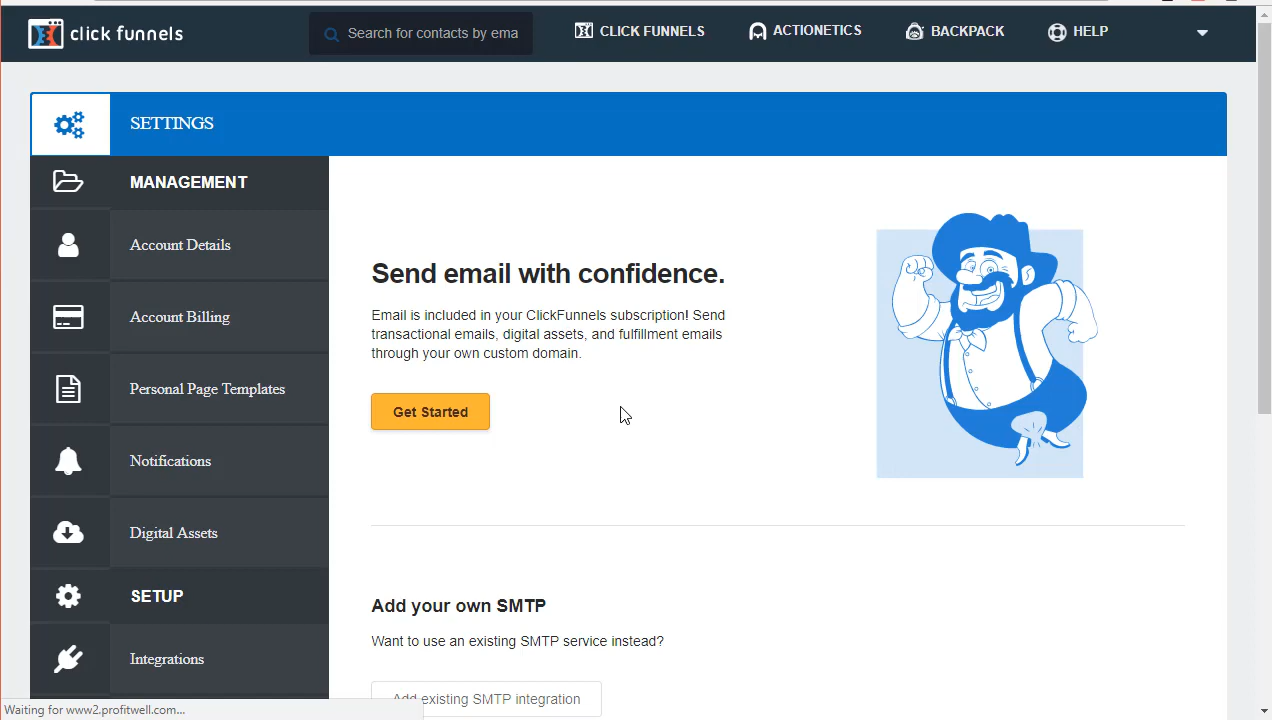 click funnels
Search for contacts by ema
CLICK FUNNELS
ACTIONETICS
BACKPACK
HELP
SETTINGS
MANAGEMENT
Account Details
Account Billing
Personal Page Templates
Notifications
Digital Assets
SETUP
Integrations
Send email with confidence.
Email is included in your ClickFunnels subscription! Send
transactional emails, digital assets, and fulfillment emails
through your own custom domain.
Get Started
Add your own SMTP
Want to use an existing SMTP service instead?
Add existing SMTP integration
Waiting for www2.profitwell.com...